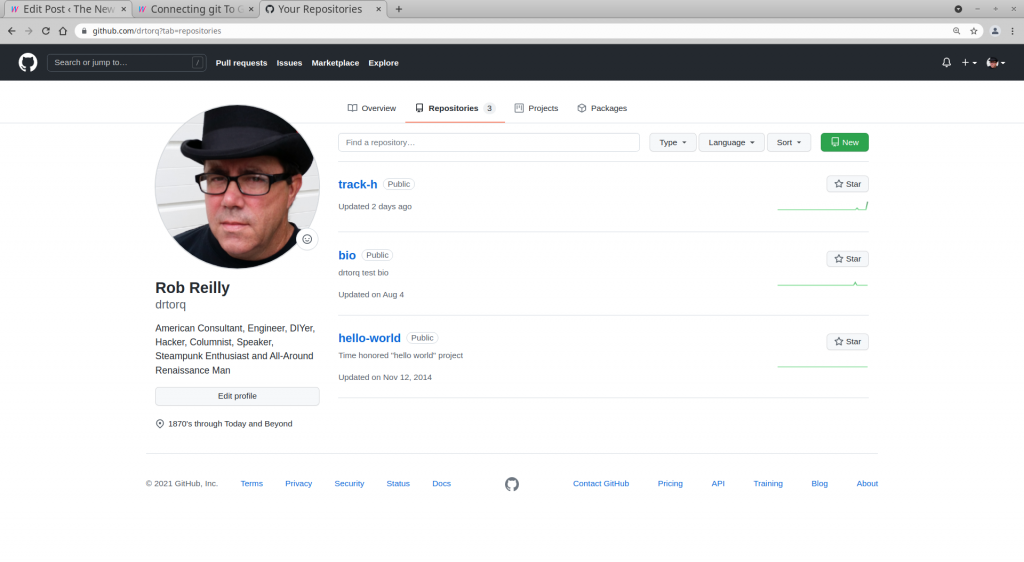 Edit Post ‹ The New
Connecting git To G
Your Repositories
github.com/drtorq?tab=repositories
Search or jump to…
/
Pull requests
Issues
Marketplace
Explore
Overview
Repositories 3
Projects
Packages
Find a repository…
Type
Language
Sort
New
track-h Public
Star
Updated 2 days ago
bio Public
Star
drtorq test bio
Updated on Aug 4
hello-world Public
Star
Time honored "hello world" project
Updated on Nov 12, 2014
Rob Reilly
drtorq
American Consultant, Engineer, DIYer,
Hacker, Columnist, Speaker,
Steampunk Enthusiast and All-Around
Renaissance Man
Edit profile
1870's through Today and Beyond
© 2021 GitHub, Inc.
Terms
Privacy
Security
Status
Docs
Contact GitHub
Pricing
API
Training
Blog
About